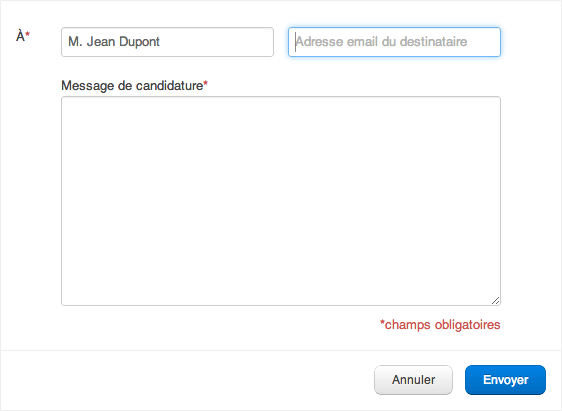 À* M. Jean Dupont Adresse email du destinataire
Message de candidature*
*champs obligatoires
Annuler Envoyer